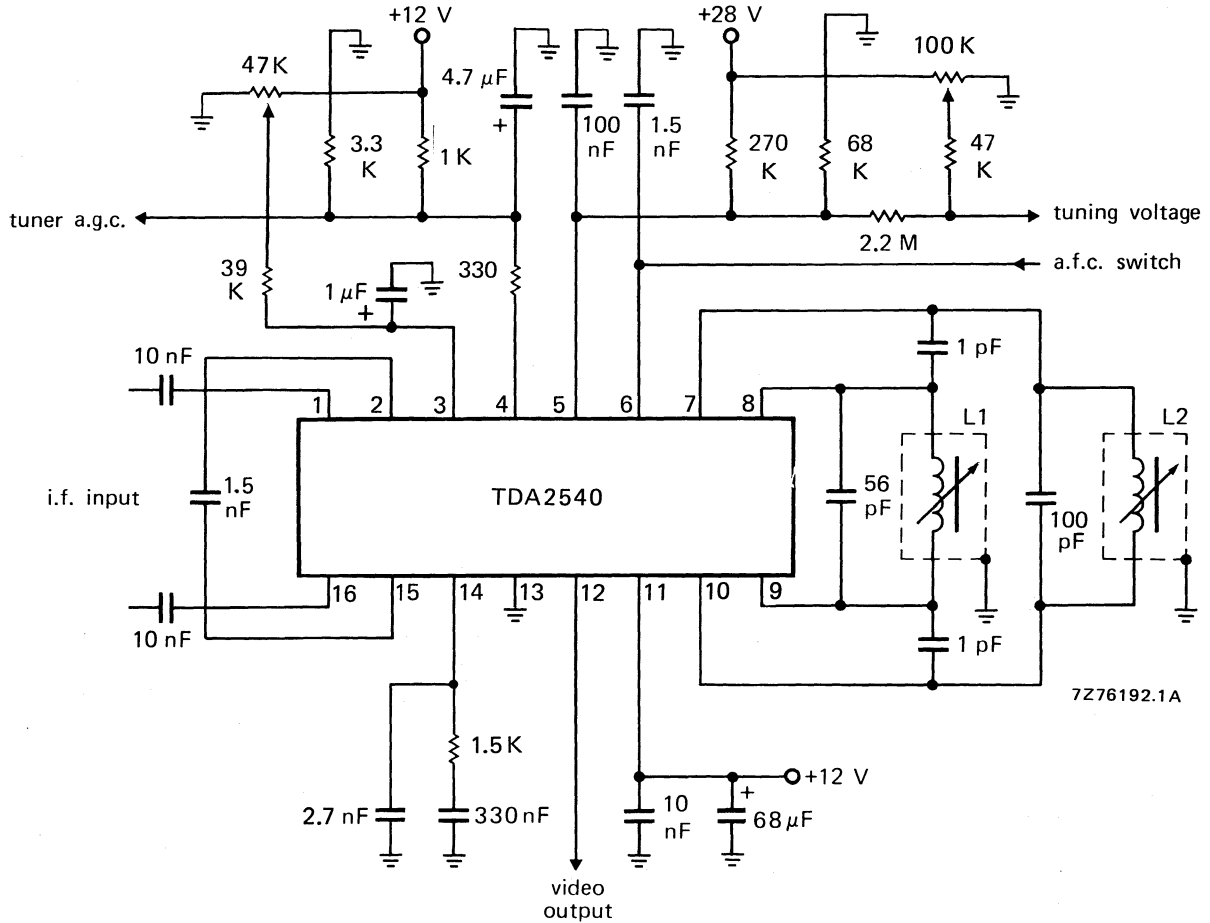 +12 V
+28 V
47K
4.7 µF
100 K
3.3
K
1K
100
nF
1.5
nF
270
K
68
K
47
K
tuner a.g.c.
tuning voltage
2.2 M
39
K
1 µF
+
+
330
a.f.c. switch
10 nF
1 pF
1
2
3
4
5
6
7
8
L1
L2
i.f. input
1.5
nF
TDA2540
56
pF
100
pF
16
15
14
13
12
11
10
9
10 nF
1 pF
7Z76192.1A
1.5K
+12 V
2.7 nF
330 nF
10
nF
+
68 µF
video
output